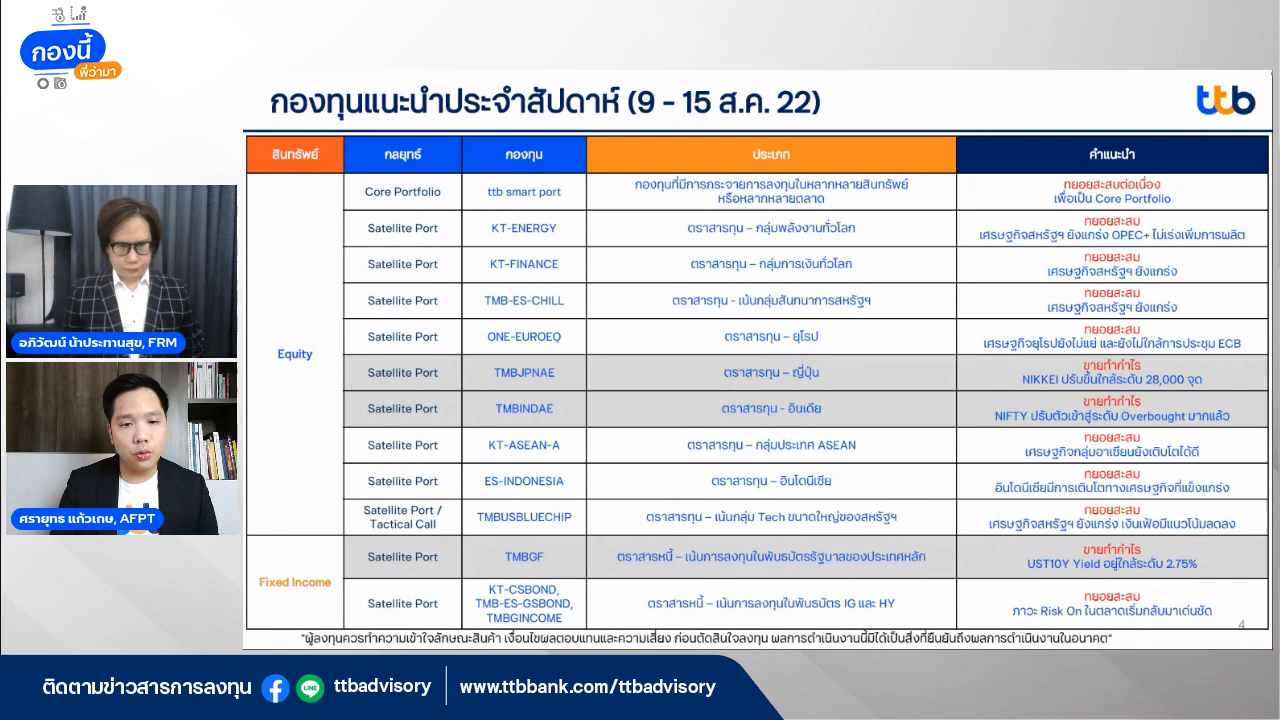 กองนี้
พี่ว่ามา
กองทุนแนะนำประจำสัปดาห์ (9 - 15 ส.ค. 22)
ttb
สินทรัพย์ กลยุทธ์ กองทุน ประเภท คำแนะนำ
Equity
Core Portfolio ttb smart port กองทุนที่มีการกระจายการลงทุนในหลากหลายสินทรัพย์
หรือหลากหลายตลาด
ทยอยสะสมต่อเนื่อง
เพื่อเป็น Core Portfolio
Satellite Port KT-ENERGY ตราสารทุน – กลุ่มพลังงานทั่วโลก
ทยอยสะสม
เศรษฐกิจสหรัฐฯ ยังแกร่ง OPEC+ ไม่เร่งเพิ่มการผลิต
Satellite Port KT-FINANCE ตราสารทุน – กลุ่มการเงินทั่วโลก
ทยอยสะสม
เศรษฐกิจสหรัฐฯ ยังแกร่ง
Satellite Port TMB-ES-CHILL ตราสารทุน - เน้นกลุ่มสันทนาการสหรัฐฯ
ทยอยสะสม
เศรษฐกิจสหรัฐฯ ยังแกร่ง
Satellite Port ONE-EUROEQ ตราสารทุน – ยุโรป
ทยอยสะสม
เศรษฐกิจยุโรปยังไม่แย่ และยังไม่ใกล้การประชุม ECB
Satellite Port TMBJPNAE ตราสารทุน – ญี่ปุ่น
ขายทำกำไร
NIKKEI ปรับขึ้นใกล้ระดับ 28,000 จุด
Satellite Port TMBINDAE ตราสารทุน - อินเดีย
ขายทำกำไร
NIFTY ปรับตัวเข้าสู่ระดับ Overbought มากแล้ว
Satellite Port KT-ASEAN-A ตราสารทุน – กลุ่มประเทศ ASEAN
ทยอยสะสม
เศรษฐกิจกลุ่มอาเซียนยังเติบโตได้ดี
Satellite Port ES-INDONESIA ตราสารทุน – อินโดนีเซีย
ทยอยสะสม
อินโดนีเซียมีการเติบโตทางเศรษฐกิจที่แข็งแกร่ง
Satellite Port /
Tactical Call
TMBUSBLUECHIP ตราสารทุน – เน้นกลุ่ม Tech ขนาดใหญ่ของสหรัฐฯ
ทยอยสะสม
เศรษฐกิจสหรัฐฯ ยังแกร่ง เงินเฟ้อมีแนวโน้มลดลง
Fixed Income
Satellite Port TMBGF ตราสารหนี้ – เน้นการลงทุนในพันธบัตรรัฐบาลของประเทศหลัก
ขายทำกำไร
UST10Y Yield อยู่ใกล้ระดับ 2.75%
Satellite Port KT-CSBOND,
TMB-ES-GSBOND,
TMBGINCOME
ตราสารหนี้ – เน้นการลงทุนในพันธบัตร IG และ HY
ทยอยสะสม
ภาวะ Risk On ในตลาดเริ่มกลับมาเด่นชัด
4
"ผู้ลงทุนควรทำความเข้าใจลักษณะสินค้า เงื่อนไขผลตอบแทนและความเสี่ยง ก่อนตัดสินใจลงทุน ผลการดำเนินงานนี้มิได้เป็นสิ่งที่ยืนยันถึงผลการดำเนินงานในอนาคต"
อภิวัฒน์ น้าประทานสุข, FRM
ศรายุทธ แก้วเกษ, AFPT
ติดตามข่าวสารการลงทุน LINE ttbadvisory www.ttbbank.com/ttbadvisory